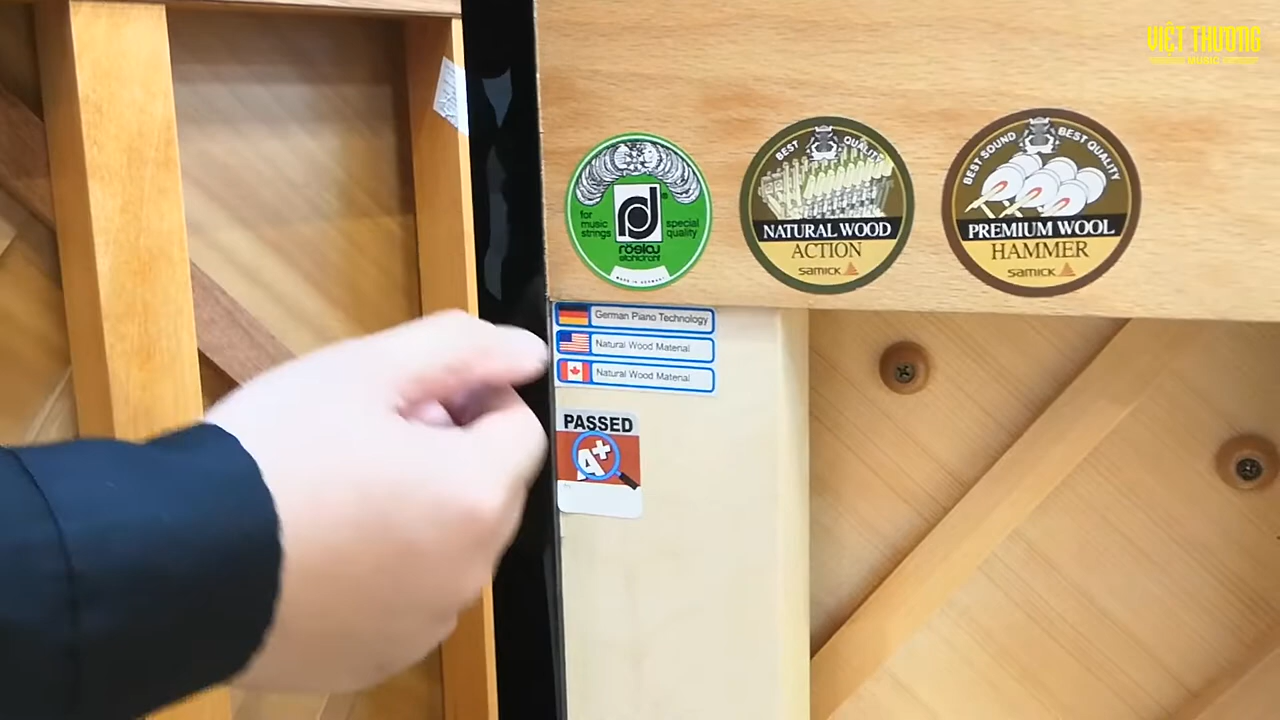 VIỆT THƯƠNG
MUSIC
for music strings
special quality
röslau
MADE IN GERMANY
BEST QUALITY
NATURAL WOOD
ACTION
SAMICK
BEST SOUND BEST QUALITY
PREMIUM WOOL
HAMMER
SAMICK
German Piano Technology
Natural Wood Material
Natural Wood Material
PASSED
A+